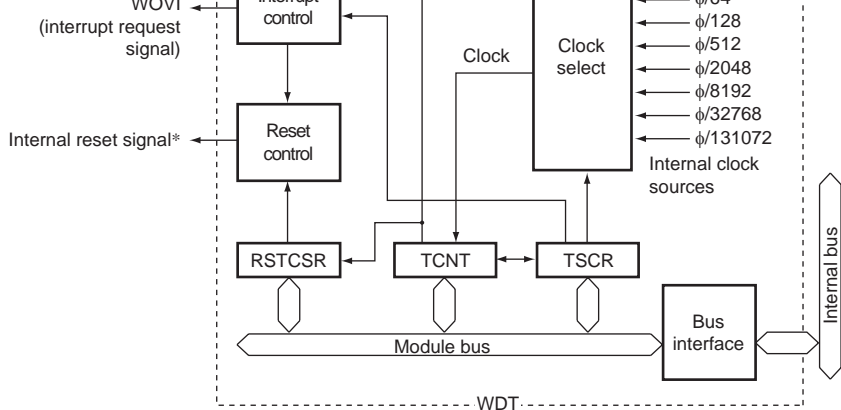 WOVI
(interrupt request
signal)
Interrupt
control
Clock
Clock
select
φ/64
φ/128
φ/512
φ/2048
φ/8192
φ/32768
φ/131072
Internal clock
sources
Internal reset signal*
Reset
control
RSTCSR
TCNT
TSCR
Module bus
Bus
interface
Internal bus
WDT